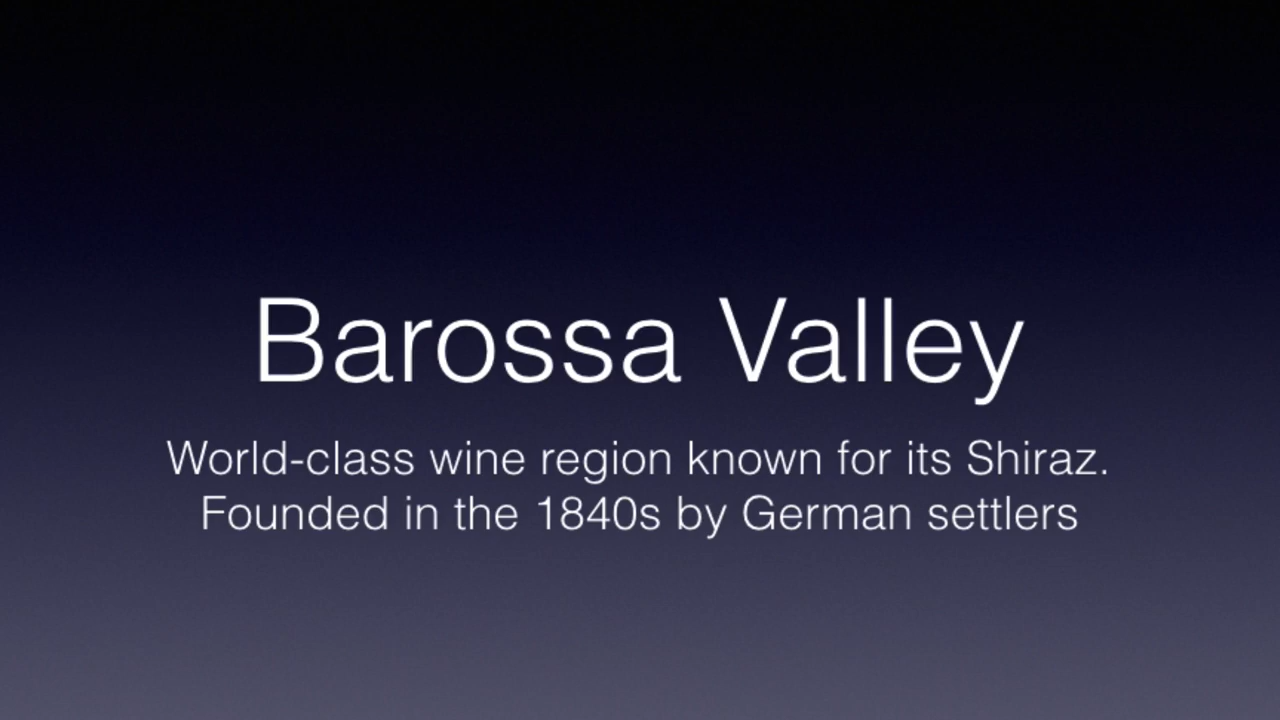 Barossa Valley
World-class wine region known for its Shiraz.
Founded in the 1840s by German settlers